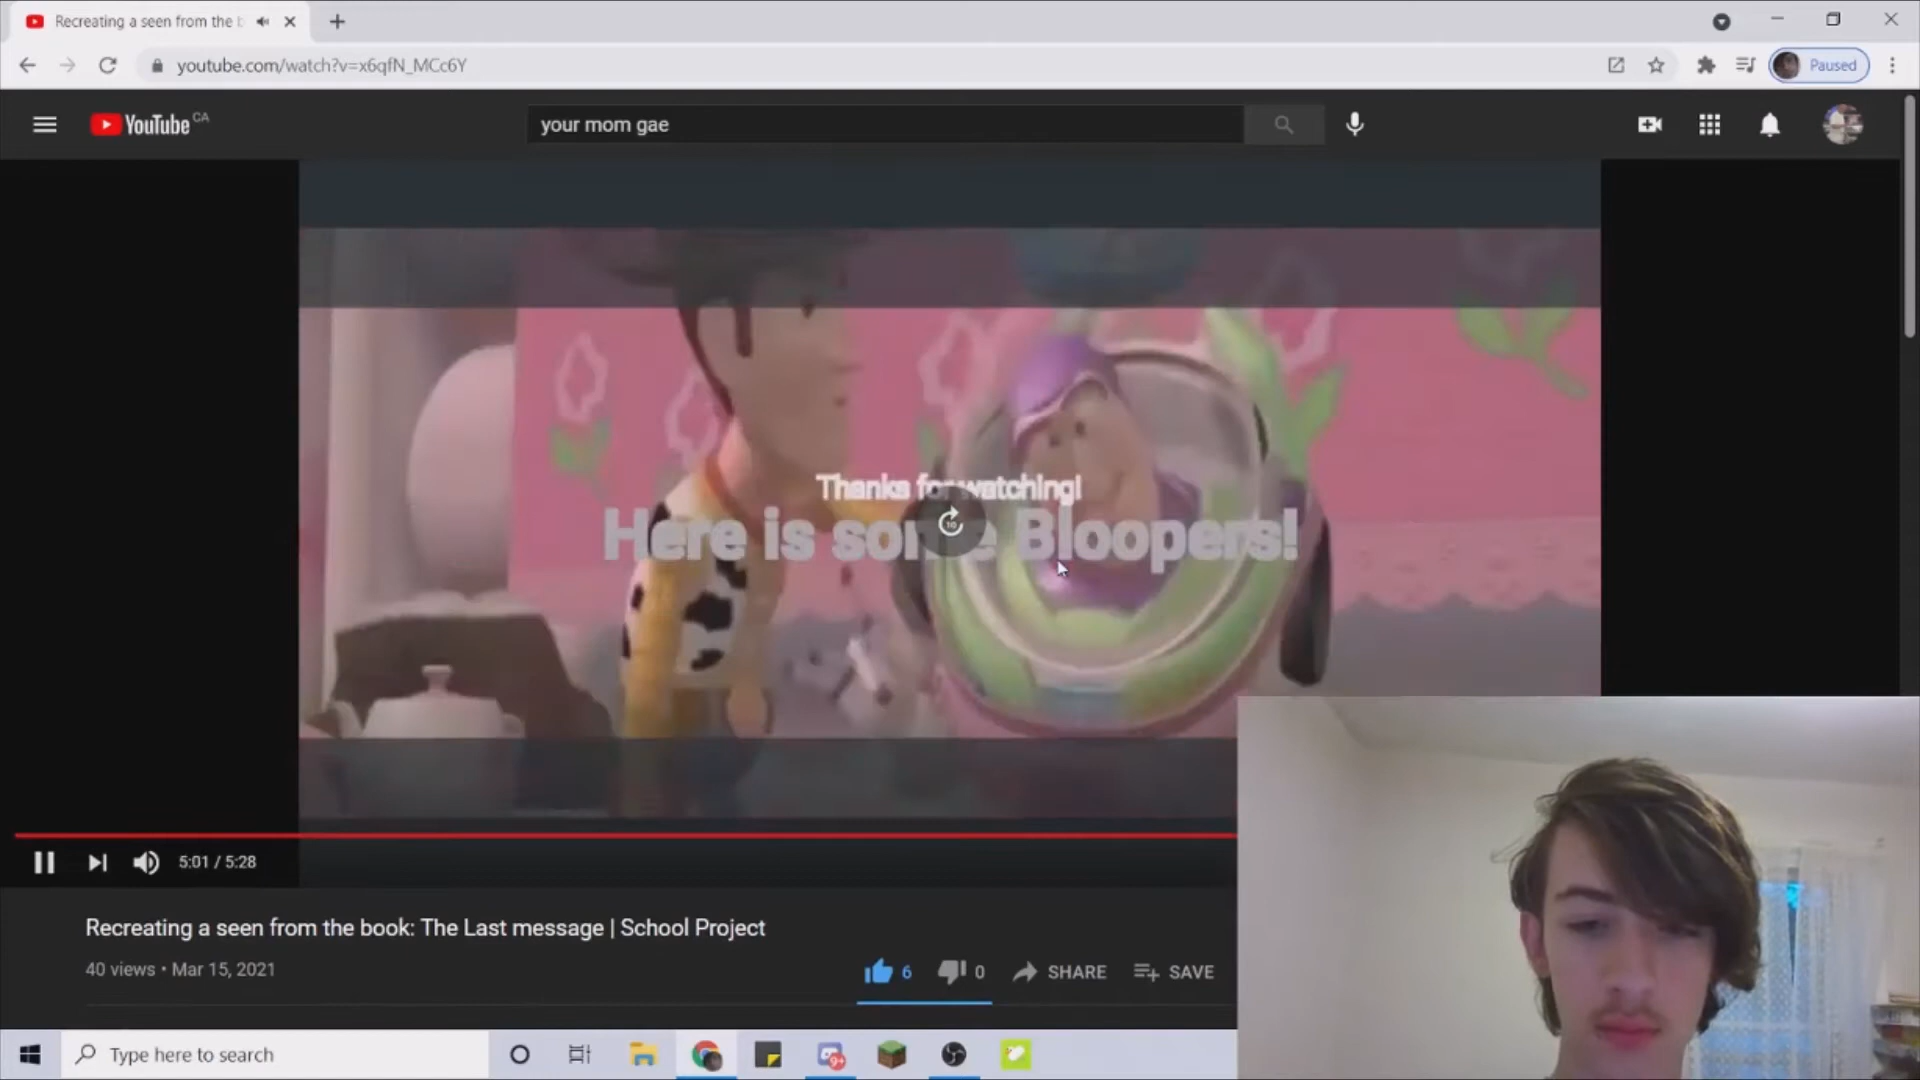 Recreating a seen from the b
youtube.com/watch?v=x6qfN_MCc6Y
Paused
YouTube CA
your mom gae
Thanks for watching!
Here is some Bloopers!
10
5:01 / 5:28
Recreating a seen from the book: The Last message | School Project
40 views • Mar 15, 2021
6
0
SHARE
SAVE
Type here to search
9+